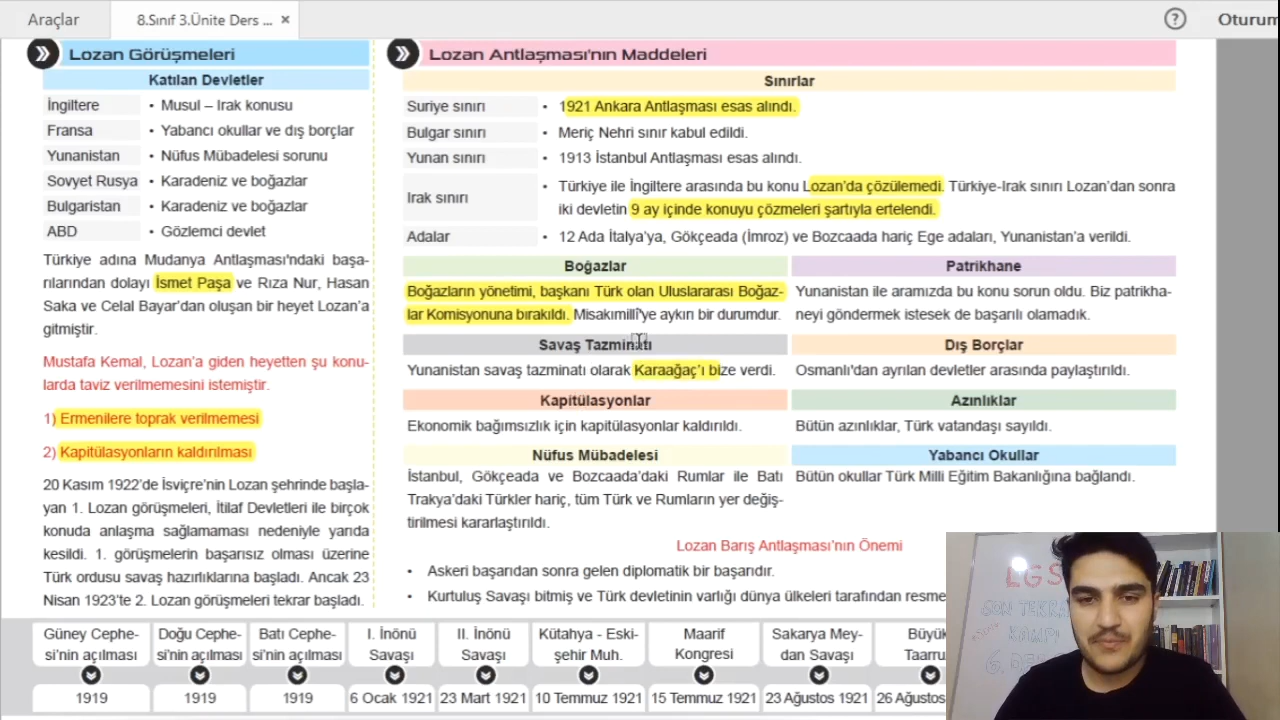 Araçlar
8.Sınıf 3.Ünite Ders ... ×
? Oturum
Lozan Görüşmeleri
Katılan Devletler
İngiltere • Musul – Irak konusu
Fransa • Yabancı okullar ve dış borçlar
Yunanistan • Nüfus Mübadelesi sorunu
Sovyet Rusya • Karadeniz ve boğazlar
Bulgaristan • Karadeniz ve boğazlar
ABD • Gözlemci devlet
Türkiye adına Mudanya Antlaşması'ndaki başa-
rılarından dolayı İsmet Paşa ve Rıza Nur, Hasan
Saka ve Celal Bayar’dan oluşan bir heyet Lozan’a
gitmiştir.
Mustafa Kemal, Lozan’a giden heyetten şu konu-
larda taviz verilmemesini istemiştir.
1) Ermenilere toprak verilmemesi
2) Kapitülasyonların kaldırılması
20 Kasım 1922’de İsviçre’nin Lozan şehrinde başla-
yan 1. Lozan görüşmeleri, İtilaf Devletleri ile birçok
konuda anlaşma sağlamaması nedeniyle yarıda
kesildi. 1. görüşmelerin başarısız olması üzerine
Türk ordusu savaş hazırlıklarına başladı. Ancak 23
Nisan 1923’te 2. Lozan görüşmeleri tekrar başladı.
Lozan Antlaşması’nın Maddeleri
Sınırlar
Suriye sınırı • 1921 Ankara Antlaşması esas alındı.
Bulgar sınırı • Meriç Nehri sınır kabul edildi.
Yunan sınırı • 1913 İstanbul Antlaşması esas alındı.
Irak sınırı • Türkiye ile İngiltere arasında bu konu Lozan’da çözülemedi. Türkiye-Irak sınırı Lozan’dan sonra
iki devletin 9 ay içinde konuyu çözmeleri şartıyla ertelendi.
Adalar • 12 Ada İtalya’ya, Gökçeada (İmroz) ve Bozcaada hariç Ege adaları, Yunanistan’a verildi.
Boğazlar
Boğazların yönetimi, başkanı Türk olan Uluslararası Boğaz-
lar Komisyonuna bırakıldı. Misakımillî’ye aykırı bir durumdur.
Patrikhane
Yunanistan ile aramızda bu konu sorun oldu. Biz patrikha-
neyi göndermek istesek de başarılı olamadık.
Savaş Tazminatı
Yunanistan savaş tazminatı olarak Karaağaç’ı bize verdi.
Dış Borçlar
Osmanlı'dan ayrılan devletler arasında paylaştırıldı.
Kapitülasyonlar
Ekonomik bağımsızlık için kapitülasyonlar kaldırıldı.
Azınlıklar
Bütün azınlıklar, Türk vatandaşı sayıldı.
Nüfus Mübadelesi
İstanbul, Gökçeada ve Bozcaada’daki Rumlar ile Batı
Trakya’daki Türkler hariç, tüm Türk ve Rumların yer değiş-
tirilmesi kararlaştırıldı.
Yabancı Okullar
Bütün okullar Türk Milli Eğitim Bakanlığına bağlandı.
Lozan Barış Antlaşması’nın Önemi
• Askeri başarıdan sonra gelen diplomatik bir başarıdır.
• Kurtuluş Savaşı bitmiş ve Türk devletinin varlığı dünya ülkeleri tarafından resme
LGS
SON TEKRAR
KAMPI
6. DERS
Güney Cephe-
si’nin açılması
1919
Doğu Cephe-
si’nin açılması
1919
Batı Cephe-
si’nin açılması
1919
I. İnönü
Savaşı
6 Ocak 1921
II. İnönü
Savaşı
23 Mart 1921
Kütahya - Eski-
şehir Muh.
10 Temmuz 1921
Maarif
Kongresi
15 Temmuz 1921
Sakarya Mey-
dan Savaşı
23 Ağustos 1921
Büyük
Taarru
26 Ağustos